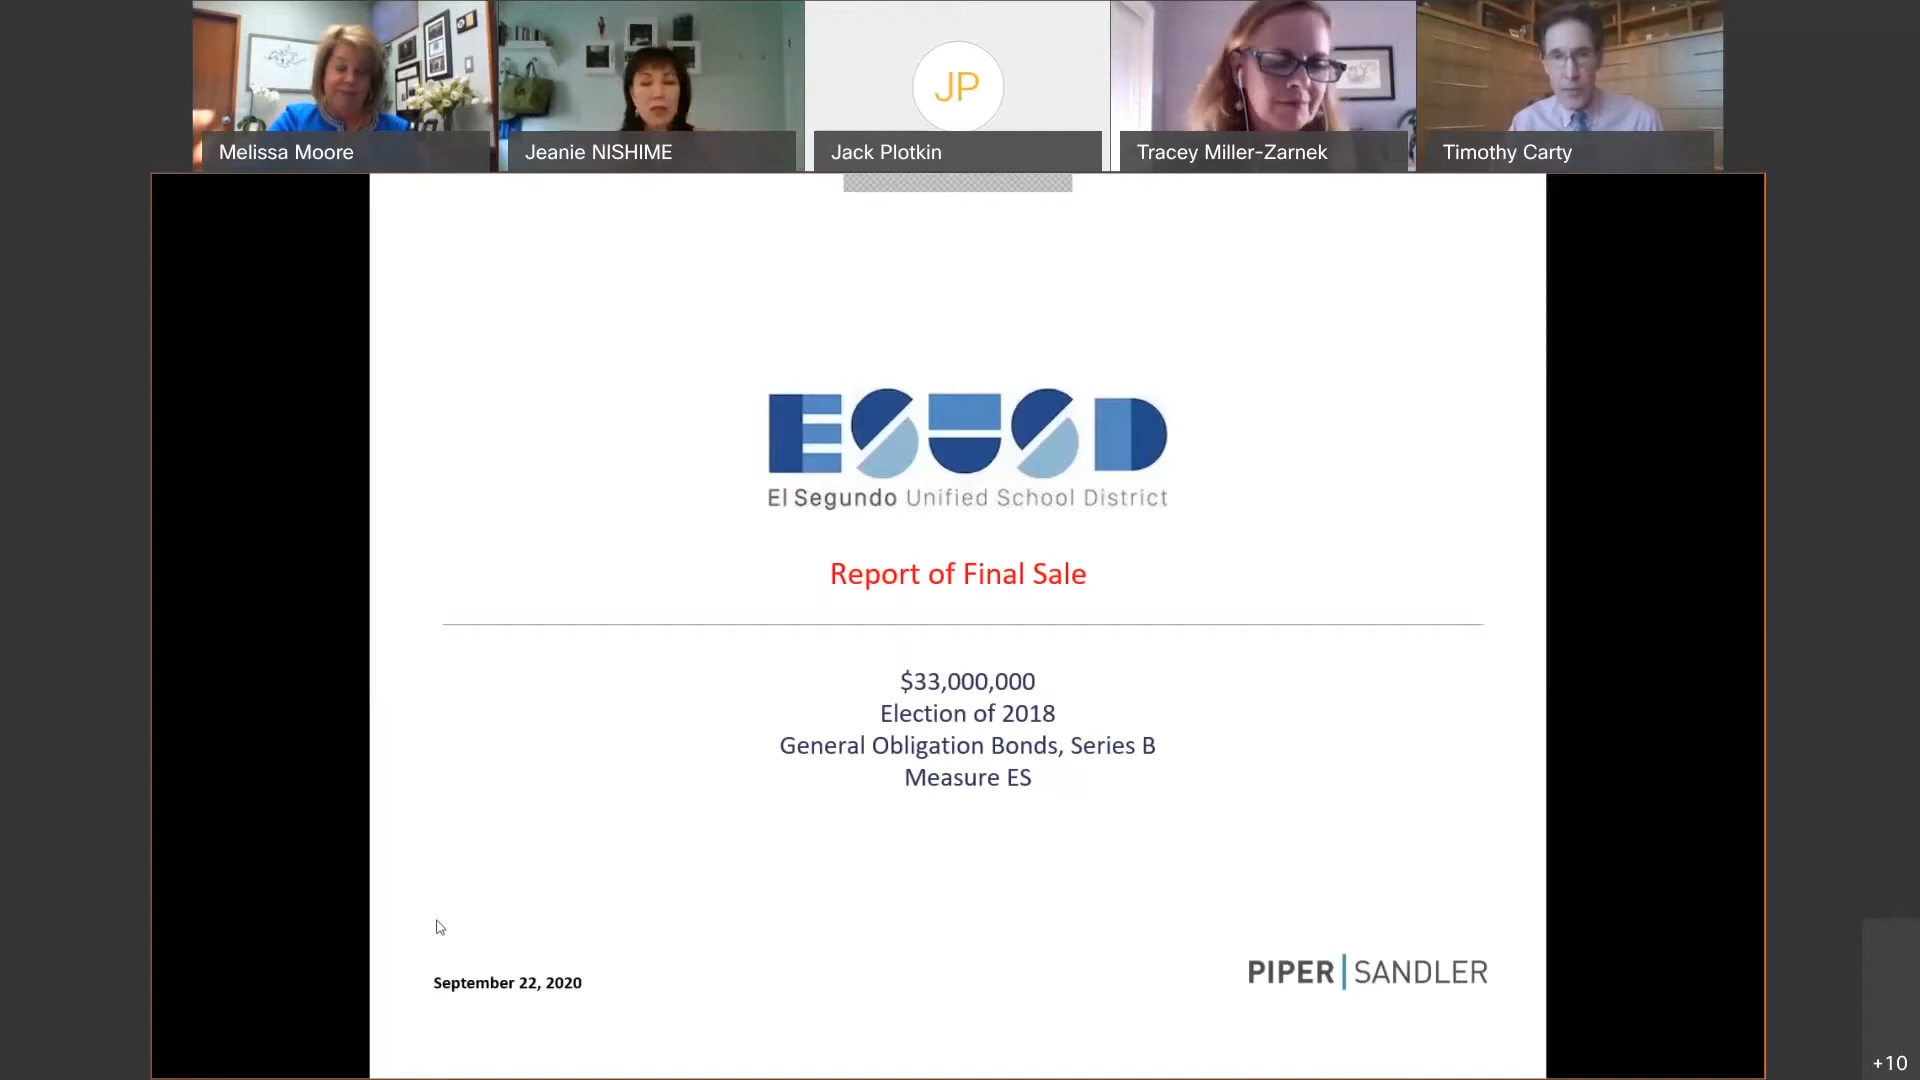 Melissa Moore
Jeanie NISHIME
JP
Jack Plotkin
Tracey Miller-Zarnek
Timothy Carty
ESUSD
El Segundo Unified School District
Report of Final Sale
$33,000,000
Election of 2018
General Obligation Bonds, Series B
Measure ES
September 22, 2020
PIPER | SANDLER
+10